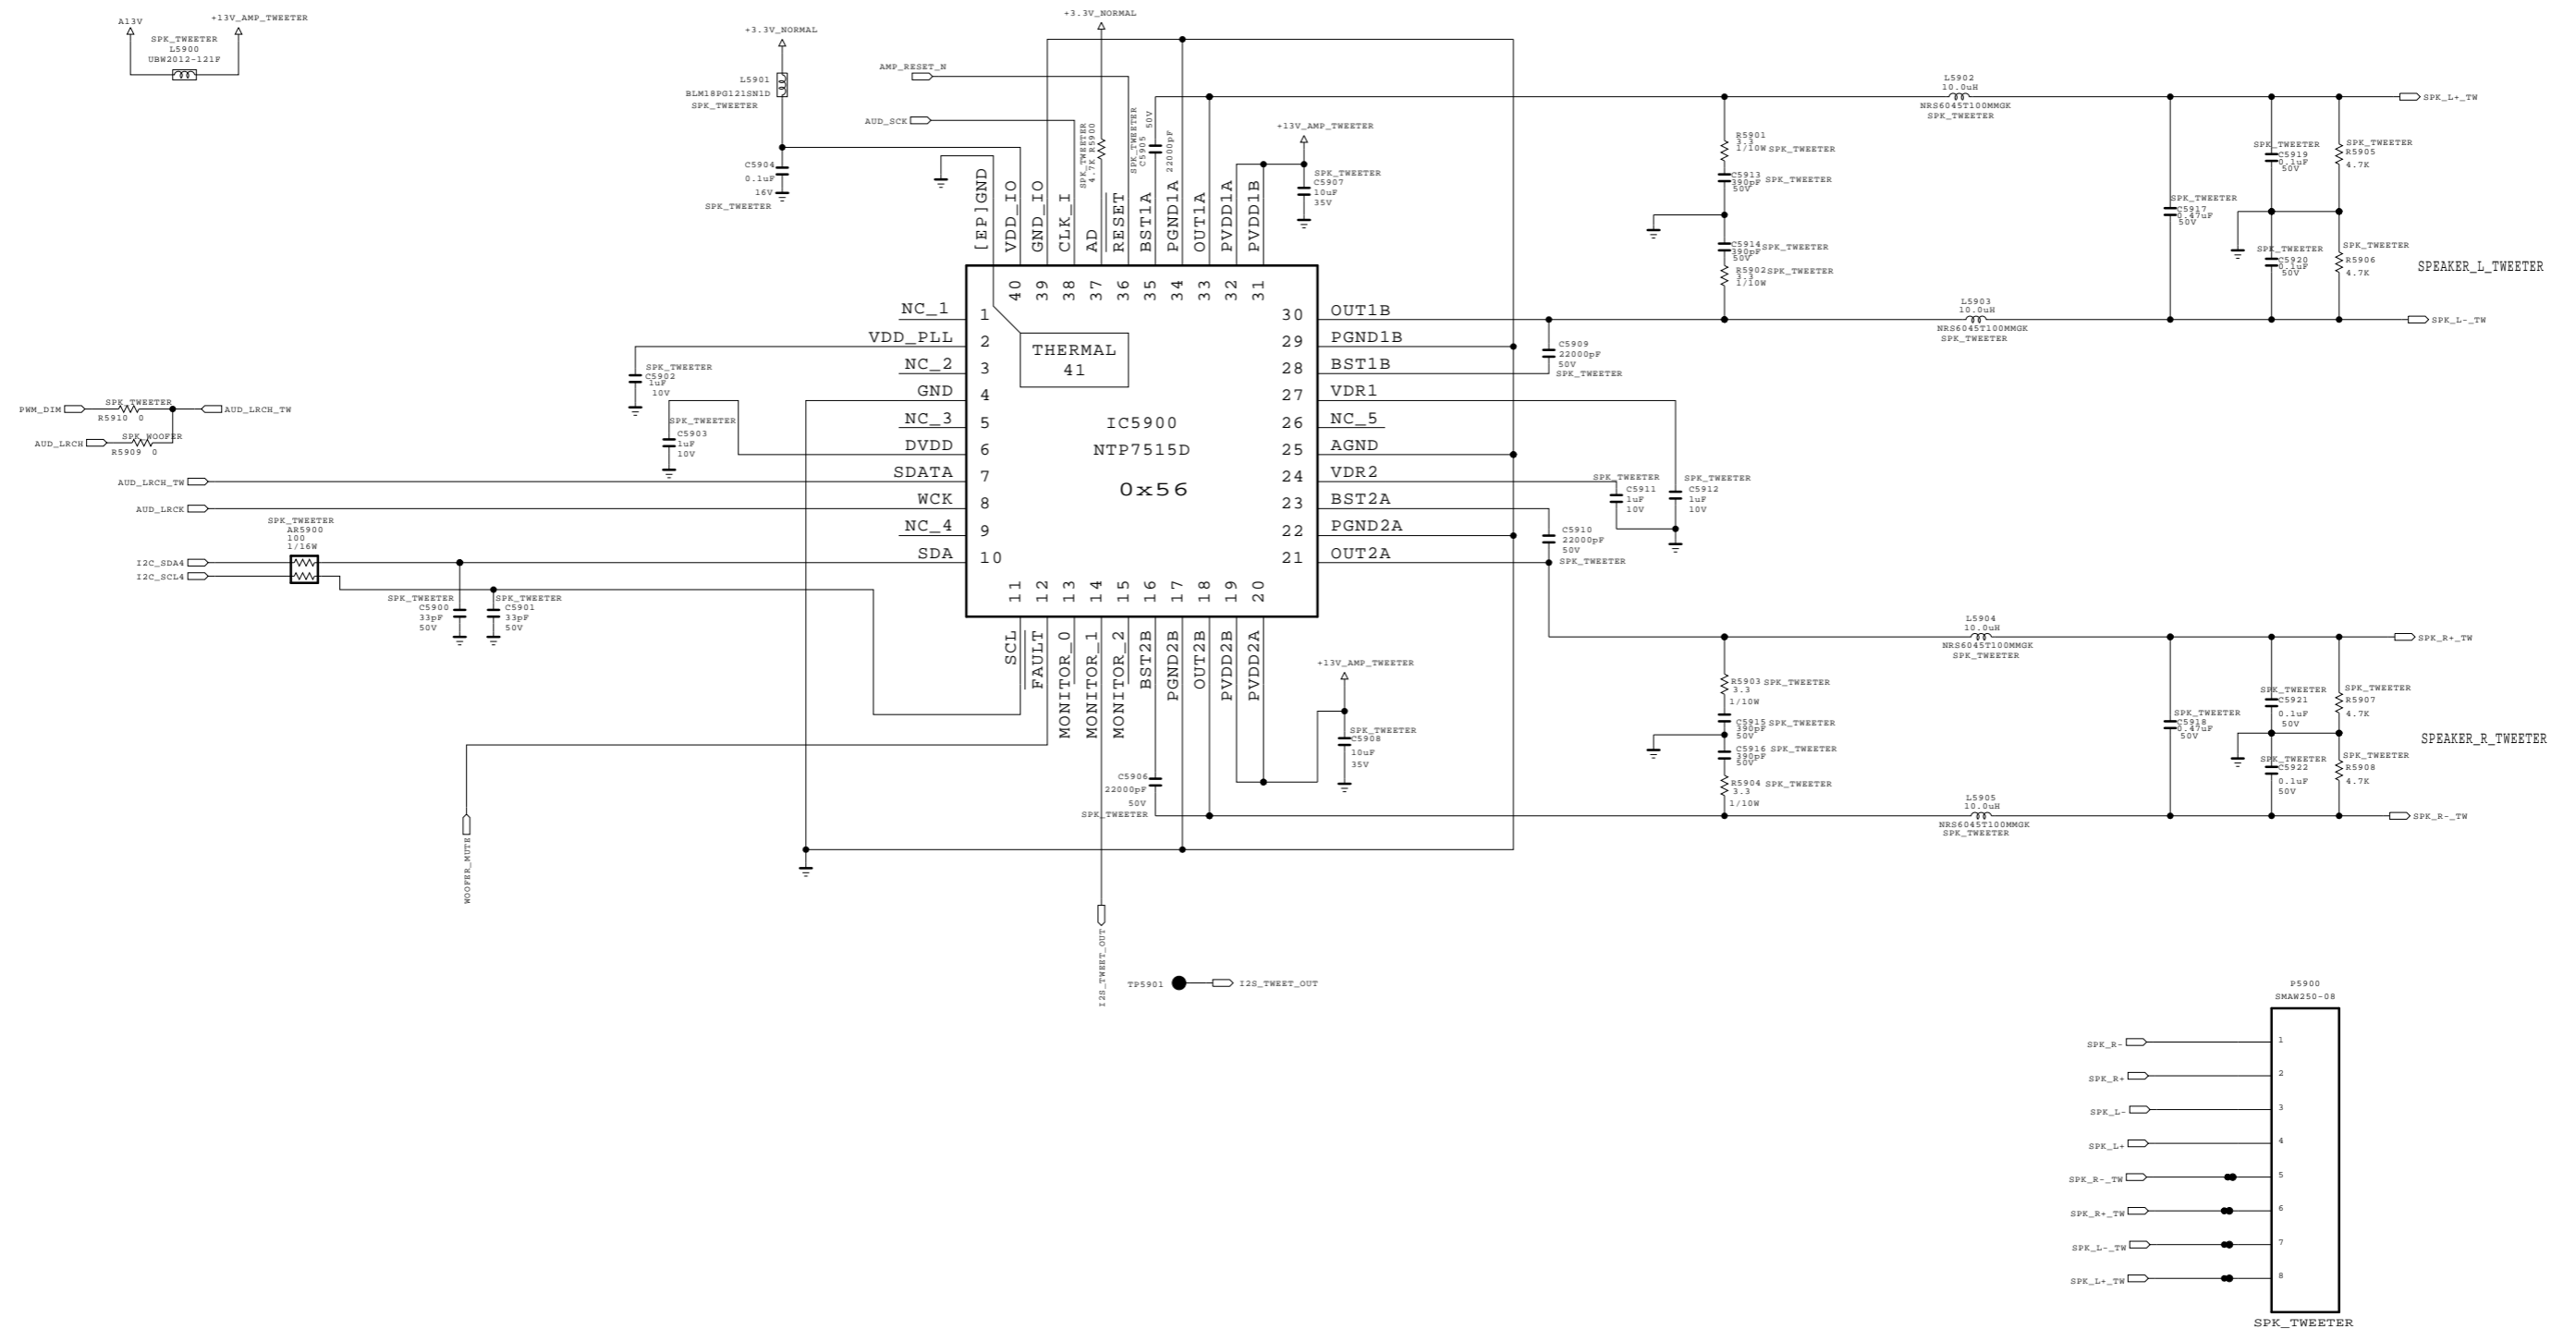 A13V
+13V_AMP_TWEETER
SPK_TWEETER
L5900
UBW2012-121F
+3.3V_NORMAL
L5901
BLM18PG121SN1D
SPK_TWEETER
C5904
0.1uF
16V
SPK_TWEETER
+3.3V_NORMAL
AMP_RESET_N
AUD_SCK
SPK_TWEETER
4.7K R5900
SPK_TWEETER
C5905 50V
22000pF
+13V_AMP_TWEETER
SPK_TWEETER
C5907
10uF
35V
[EP]GND
VDD_IO
GND_IO
CLK_I
AD
RESET
BST1A
PGND1A
OUT1A
PVDD1A
PVDD1B
40
39
38
37
36
35
34
33
32
31
NC_1 1
VDD_PLL 2
NC_2 3
GND 4
NC_3 5
DVDD 6
SDATA 7
WCK 8
NC_4 9
SDA 10
THERMAL
41
IC5900
NTP7515D
0x56
30 OUT1B
29 PGND1B
28 BST1B
27 VDR1
26 NC_5
25 AGND
24 VDR2
23 BST2A
22 PGND2A
21 OUT2A
11
12
13
14
15
16
17
18
19
20
SCL
FAULT
MONITOR_0
MONITOR_1
MONITOR_2
BST2B
PGND2B
OUT2B
PVDD2B
PVDD2A
SPK_TWEETER
C5902
1uF
10V
SPK_TWEETER
C5903
1uF
10V
PWM_DIM
SPK_TWEETER
R5910 0
AUD_LRCH_TW
AUD_LRCH
SPK_WOOFER
R5909 0
AUD_LRCH_TW
AUD_LRCK
SPK_TWEETER
AR5900
100
1/16W
I2C_SDA4
I2C_SCL4
SPK_TWEETER
C5900
33pF
50V
SPK_TWEETER
C5901
33pF
50V
WOOFER_MUTE
I2S_TWEET_OUT
TP5901
I2S_TWEET_OUT
C5906
22000pF
50V
SPK_TWEETER
+13V_AMP_TWEETER
SPK_TWEETER
C5908
10uF
35V
C5909
22000pF
50V
SPK_TWEETER
SPK_TWEETER
C5911
1uF
10V
SPK_TWEETER
C5912
1uF
10V
C5910
22000pF
50V
SPK_TWEETER
R5901
3.3
1/10W SPK_TWEETER
C5913
390pF SPK_TWEETER
50V
C5914 SPK_TWEETER
390pF
50V
R5902 SPK_TWEETER
3.3
1/10W
L5902
10.0uH
NRS6045T100MMGK
SPK_TWEETER
L5903
10.0uH
NRS6045T100MMGK
SPK_TWEETER
SPK_TWEETER
C5917
0.47uF
50V
SPK_TWEETER
C5919
0.1uF
50V
SPK_TWEETER
R5905
4.7K
SPK_TWEETER
C5920
0.1uF
50V
SPK_TWEETER
R5906
4.7K
SPK_L+_TW
SPEAKER_L_TWEETER
SPK_L-_TW
R5903 SPK_TWEETER
3.3
1/10W
C5915 SPK_TWEETER
390pF
50V
C5916 SPK_TWEETER
390pF
50V
R5904 SPK_TWEETER
3.3
1/10W
L5904
10.0uH
NRS6045T100MMGK
SPK_TWEETER
L5905
10.0uH
NRS6045T100MMGK
SPK_TWEETER
SPK_TWEETER
C5918
0.47uF
50V
SPK_TWEETER
C5921
0.1uF
50V
SPK_TWEETER
R5907
4.7K
SPK_TWEETER
C5922
0.1uF
50V
SPK_TWEETER
R5908
4.7K
SPK_R+_TW
SPEAKER_R_TWEETER
SPK_R-_TW
P5900
SMAW250-08
SPK_R- 1
SPK_R+ 2
SPK_L- 3
SPK_L+ 4
SPK_R-_TW 5
SPK_R+_TW 6
SPK_L-_TW 7
SPK_L+_TW 8
SPK_TWEETER